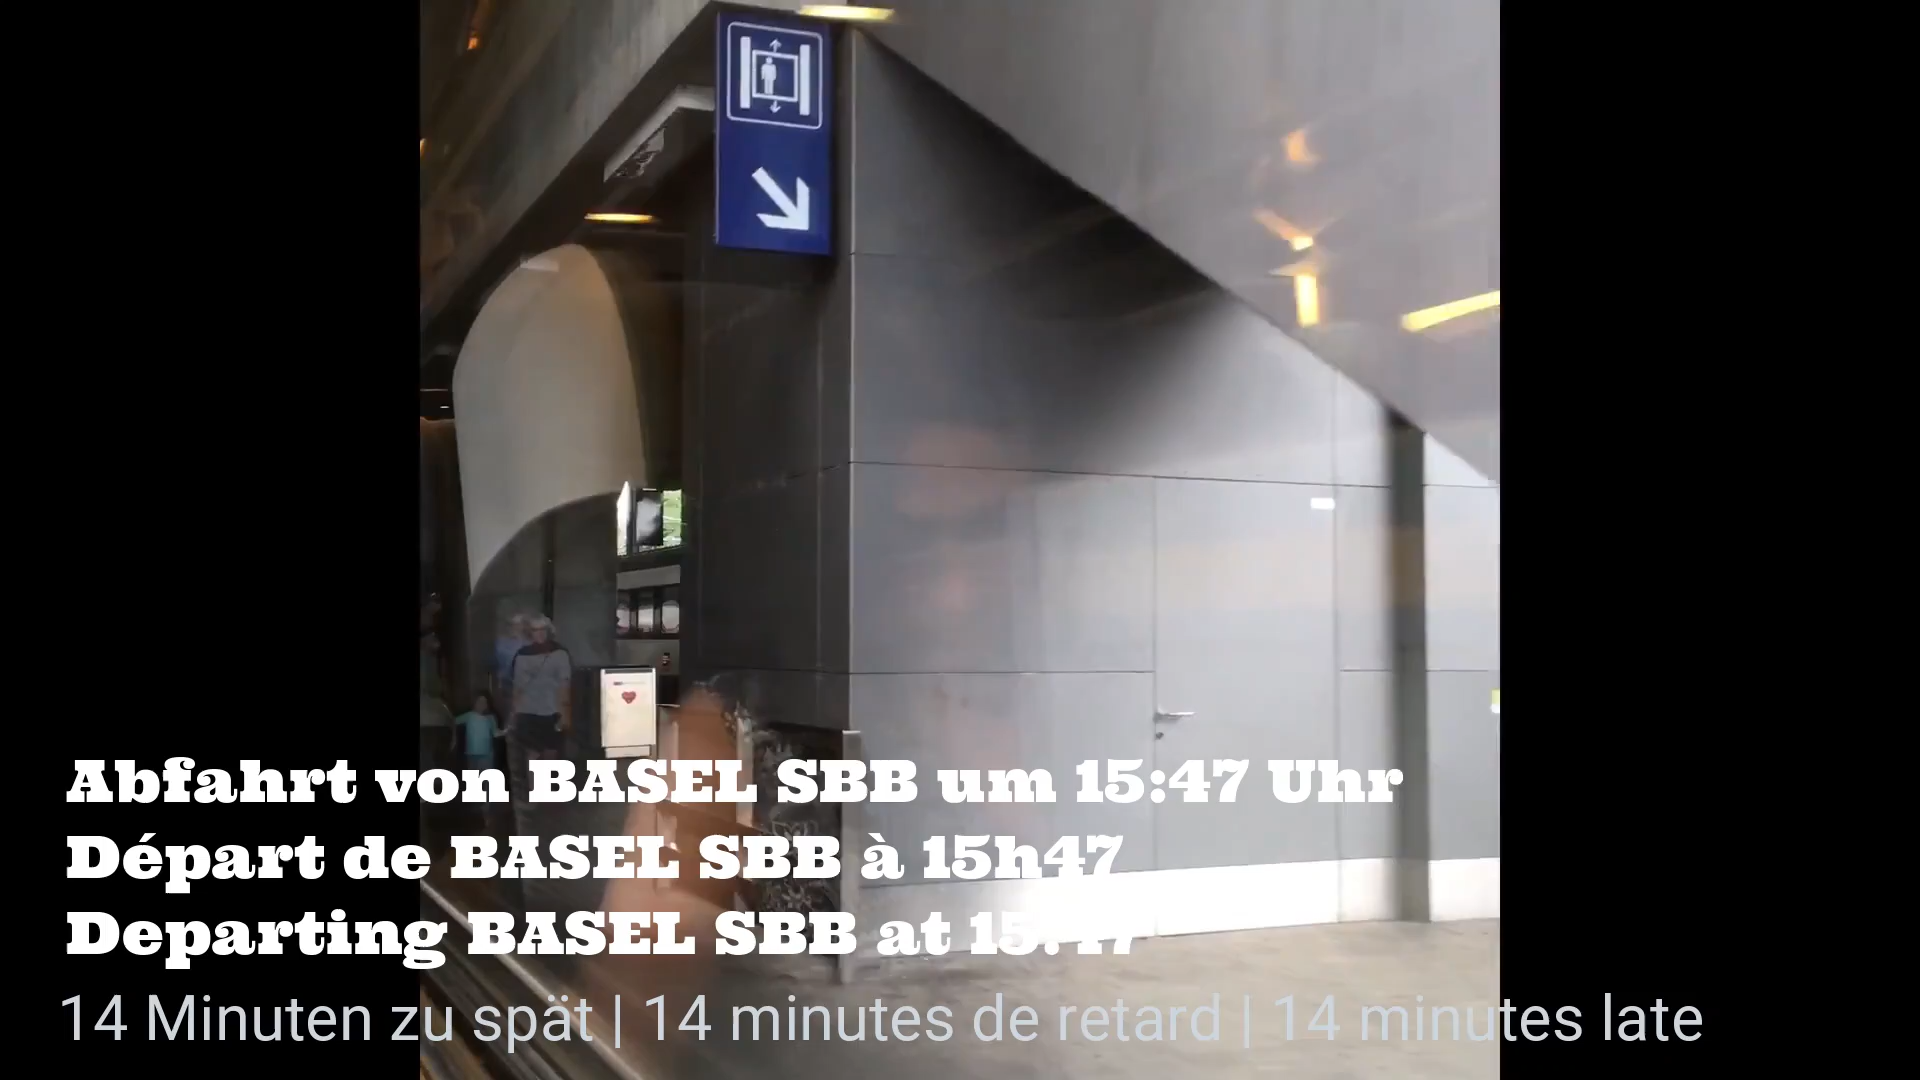 Abfahrt von BASEL SBB um 15:47 Uhr
Départ de BASEL SBB à 15h47
Departing BASEL SBB at 15:47
14 Minuten zu spät | 14 minutes de retard | 14 minutes late